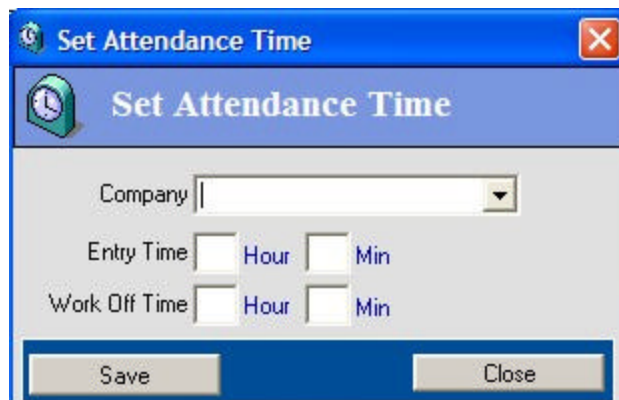 Set Attendance Time
Set Attendance Time
Company
Entry Time Hour Min
Work Off Time Hour Min
Save Close